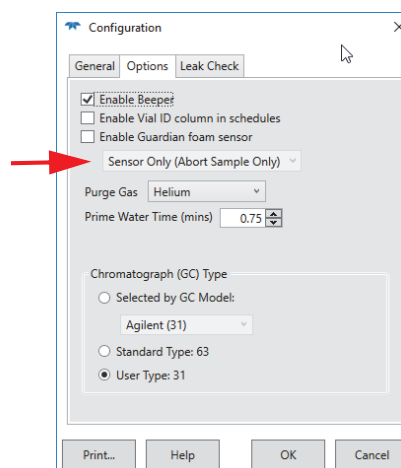 Configuration
General Options Leak Check
Enable Beeper
Enable Vial ID column in schedules
Enable Guardian foam sensor
Sensor Only (Abort Sample Only)
Purge Gas Helium
Prime Water Time (mins) 0.75
Chromatograph (GC) Type
Selected by GC Model:
Agilent (31)
Standard Type: 63
User Type: 31
Print... Help OK Cancel